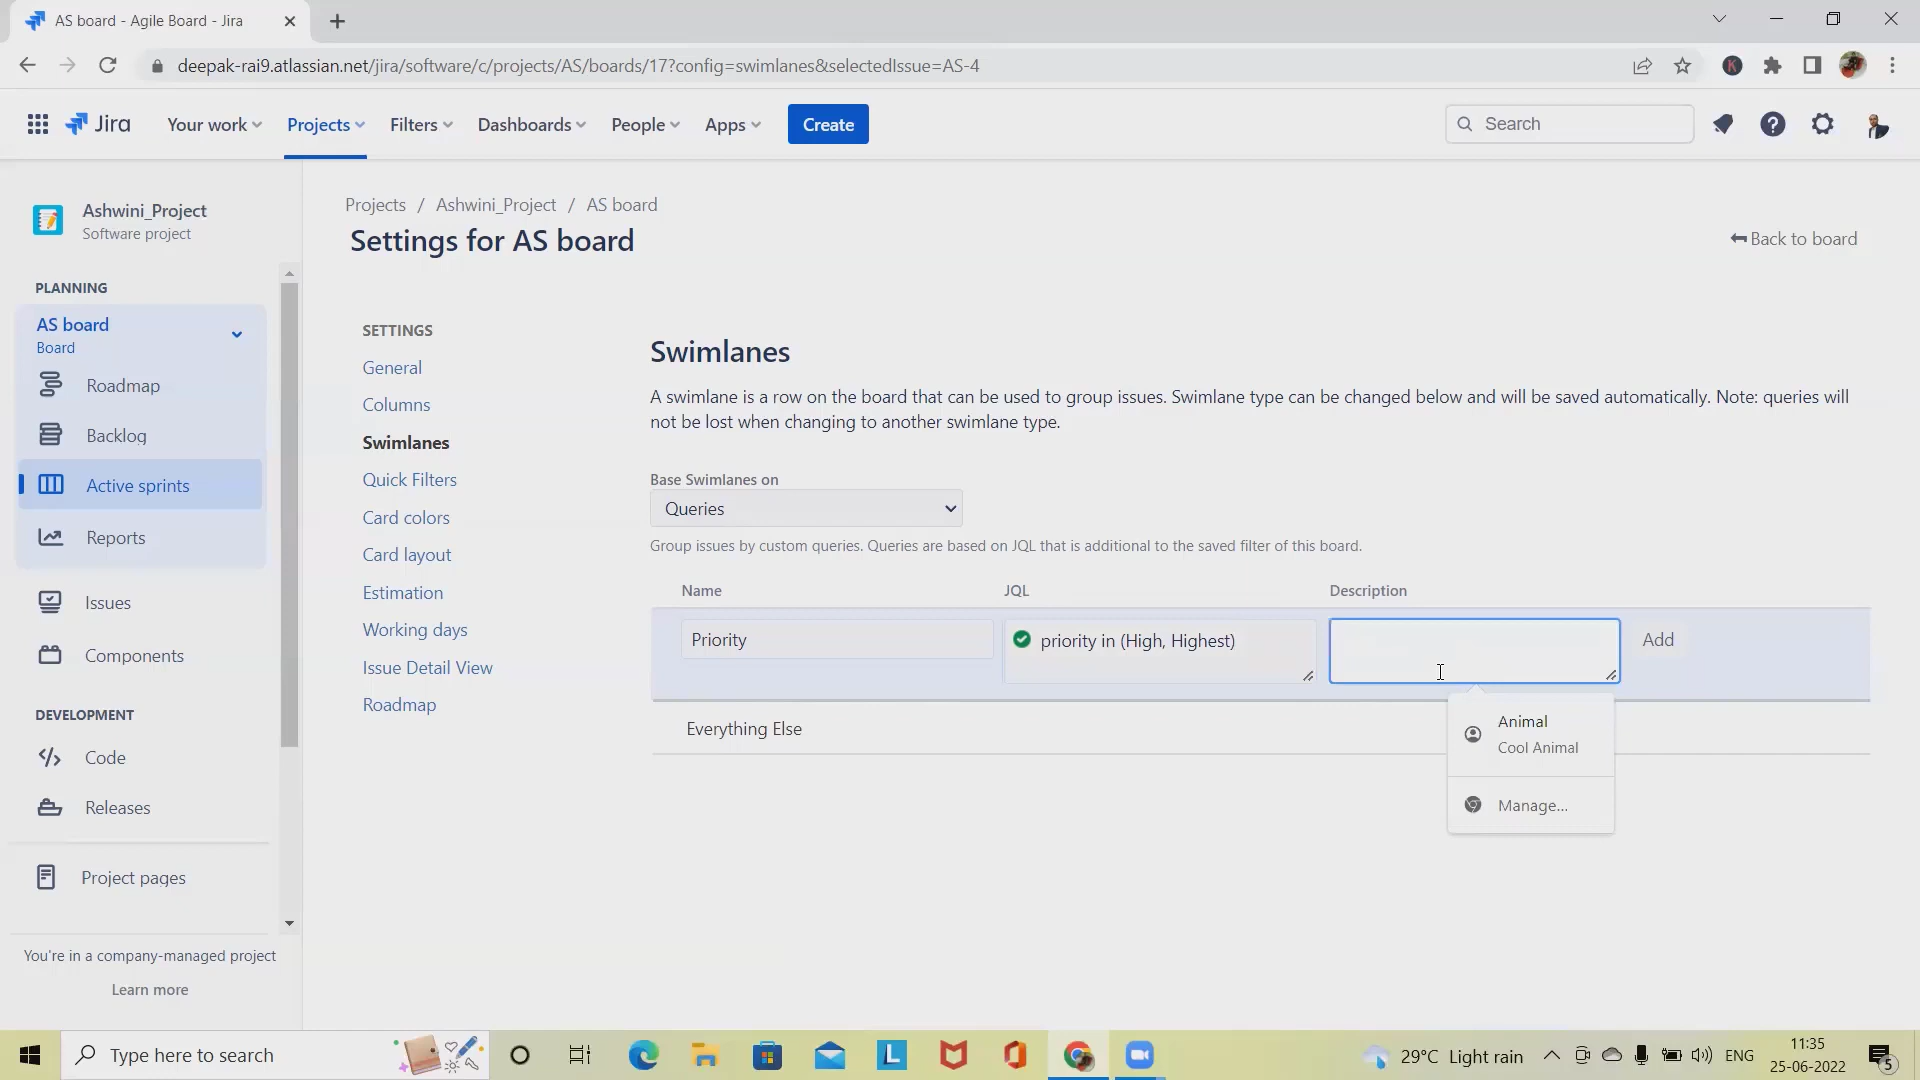 AS board - Agile Board - Jira
deepak-rai9.atlassian.net/jira/software/c/projects/AS/boards/17?config=swimlanes&selectedIssue=AS-4
K
Jira
Your work
Projects
Filters
Dashboards
People
Apps
Create
Search
Ashwini_Project
Software project
PLANNING
AS board
Board
Roadmap
Backlog
Active sprints
Reports
Issues
Components
DEVELOPMENT
Code
Releases
Project pages
You're in a company-managed project
Learn more
Projects / Ashwini_Project / AS board
Settings for AS board
Back to board
SETTINGS
General
Columns
Swimlanes
Quick Filters
Card colors
Card layout
Estimation
Working days
Issue Detail View
Roadmap
Swimlanes
A swimlane is a row on the board that can be used to group issues. Swimlane type can be changed below and will be saved automatically. Note: queries will
not be lost when changing to another swimlane type.
Base Swimlanes on
Queries
Group issues by custom queries. Queries are based on JQL that is additional to the saved filter of this board.
Name JQL Description
Priority priority in (High, Highest) Add
Everything Else
Animal
Cool Animal
Manage...
Type here to search
L
29°C Light rain
ENG
11:35
25-06-2022
5